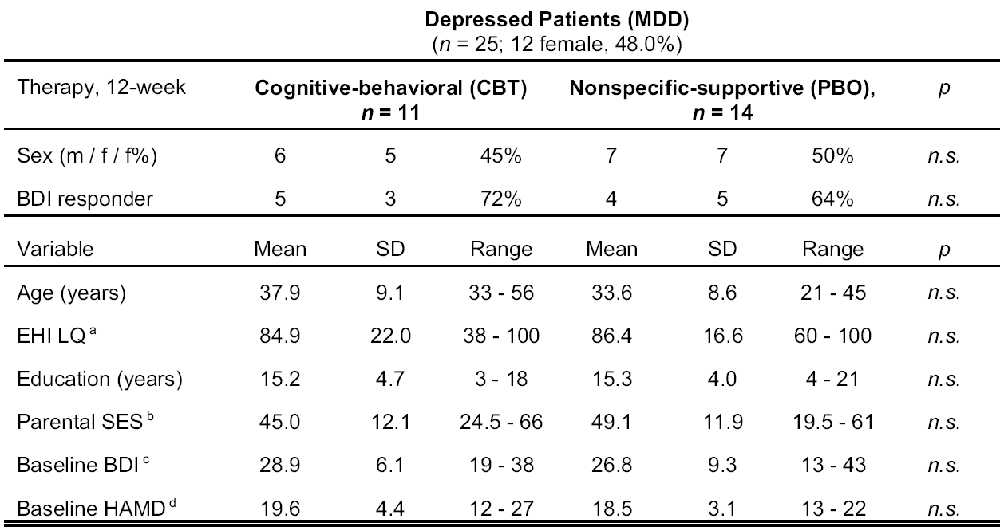 Depressed Patients (MDD)
(n = 25; 12 female, 48.0%)
Therapy, 12-week Cognitive-behavioral (CBT) Nonspecific-supportive (PBO), p
n = 11 n = 14
Sex (m / f / f%) 6 5 45% 7 7 50% n.s.
BDI responder 5 3 72% 4 5 64% n.s.
Variable Mean SD Range Mean SD Range p
Age (years) 37.9 9.1 33 - 56 33.6 8.6 21 - 45 n.s.
EHI LQ a 84.9 22.0 38 - 100 86.4 16.6 60 - 100 n.s.
Education (years) 15.2 4.7 3 - 18 15.3 4.0 4 - 21 n.s.
Parental SES b 45.0 12.1 24.5 - 66 49.1 11.9 19.5 - 61 n.s.
Baseline BDI c 28.9 6.1 19 - 38 26.8 9.3 13 - 43 n.s.
Baseline HAMD d 19.6 4.4 12 - 27 18.5 3.1 13 - 22 n.s.